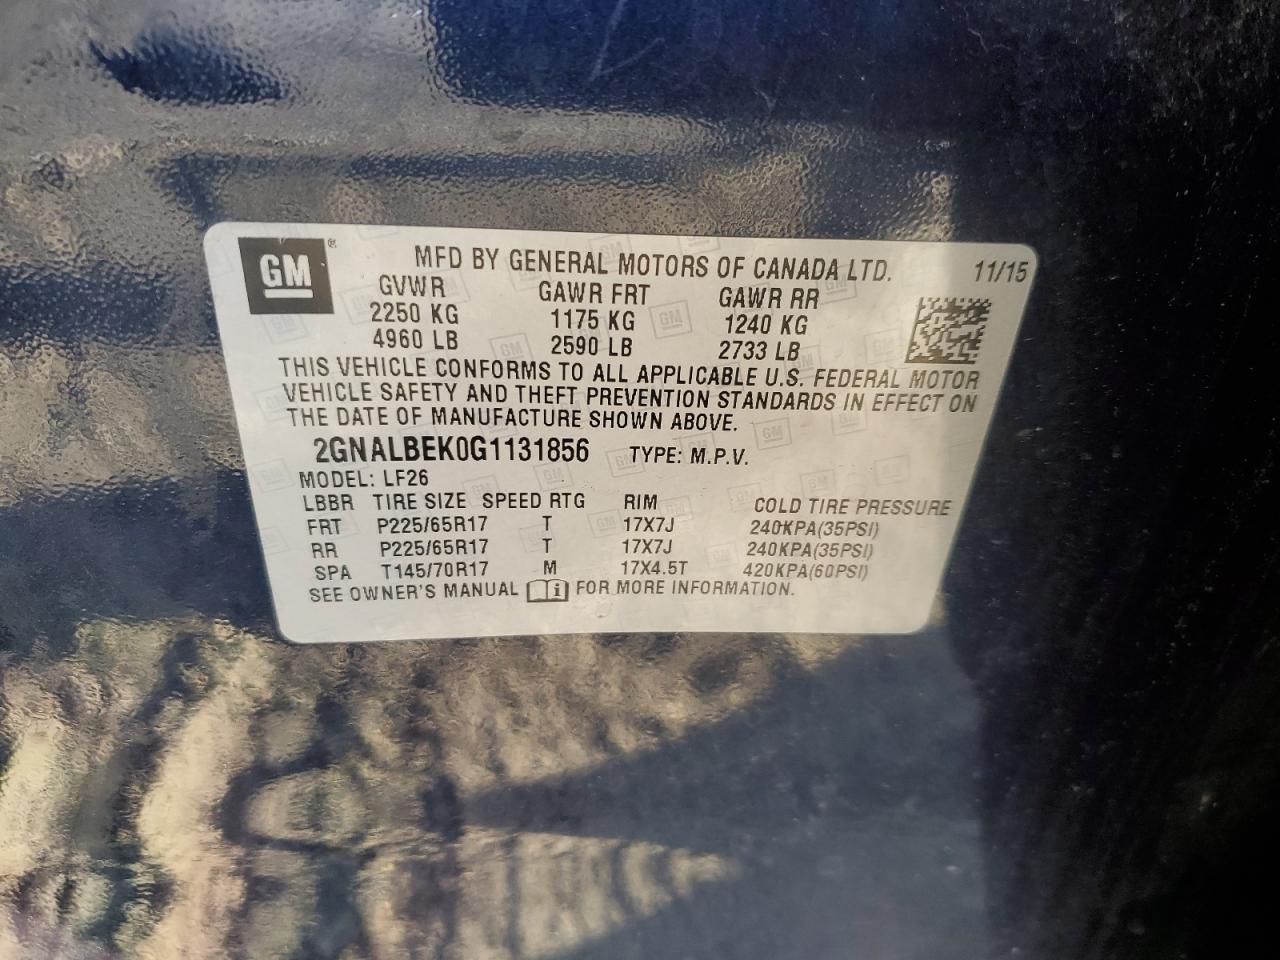 GM ®
MFD BY GENERAL MOTORS OF CANADA LTD. 11/15
GVWR GAWR FRT GAWR RR
2250 KG 1175 KG 1240 KG
4960 LB 2590 LB 2733 LB
THIS VEHICLE CONFORMS TO ALL APPLICABLE U.S. FEDERAL MOTOR
VEHICLE SAFETY AND THEFT PREVENTION STANDARDS IN EFFECT ON
THE DATE OF MANUFACTURE SHOWN ABOVE.
2GNALBEK0G1131856 TYPE: M.P.V.
MODEL: LF26
LBBR TIRE SIZE SPEED RTG RIM COLD TIRE PRESSURE
FRT P225/65R17 T 17X7J 240KPA(35PSI)
RR P225/65R17 T 17X7J 240KPA(35PSI)
SPA T145/70R17 M 17X4.5T 420KPA(60PSI)
SEE OWNER'S MANUAL i FOR MORE INFORMATION.